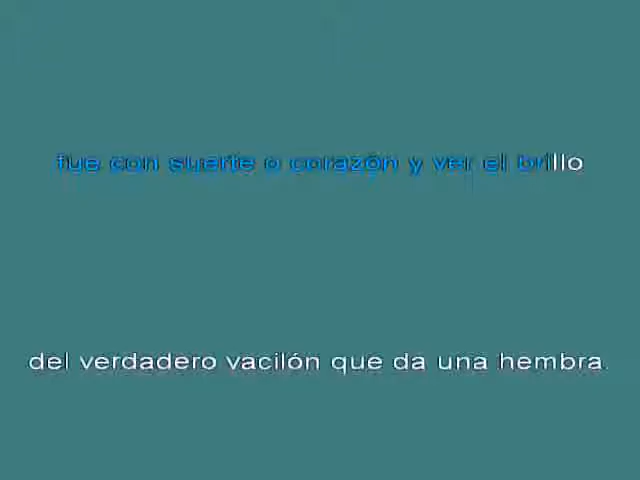 fue con suerte o corazón y ver el brillo
del verdadero vacilón que da una hembra.